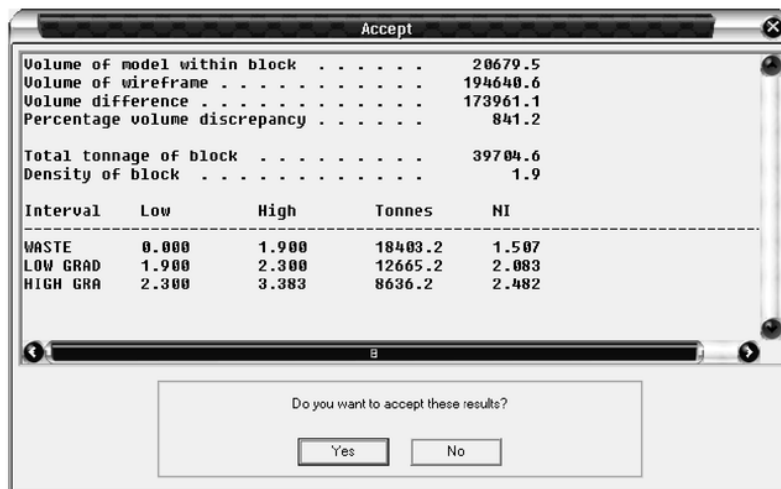 Accept
Volume of model within block . . . . . . 20679.5
Volume of wireframe . . . . . . . . . . . 194640.6
Volume difference . . . . . . . . . . . . 173961.1
Percentage volume discrepancy . . . . . 841.2
Total tonnage of block . . . . . . . . . 39704.6
Density of block . . . . . . . . . . . . 1.9
Interval Low High Tonnes NI
WASTE 0.000 1.900 18403.2 1.507
LOW GRAD 1.900 2.300 12665.2 2.083
HIGH GRA 2.300 3.383 8636.2 2.482
Do you want to accept these results?
Yes No